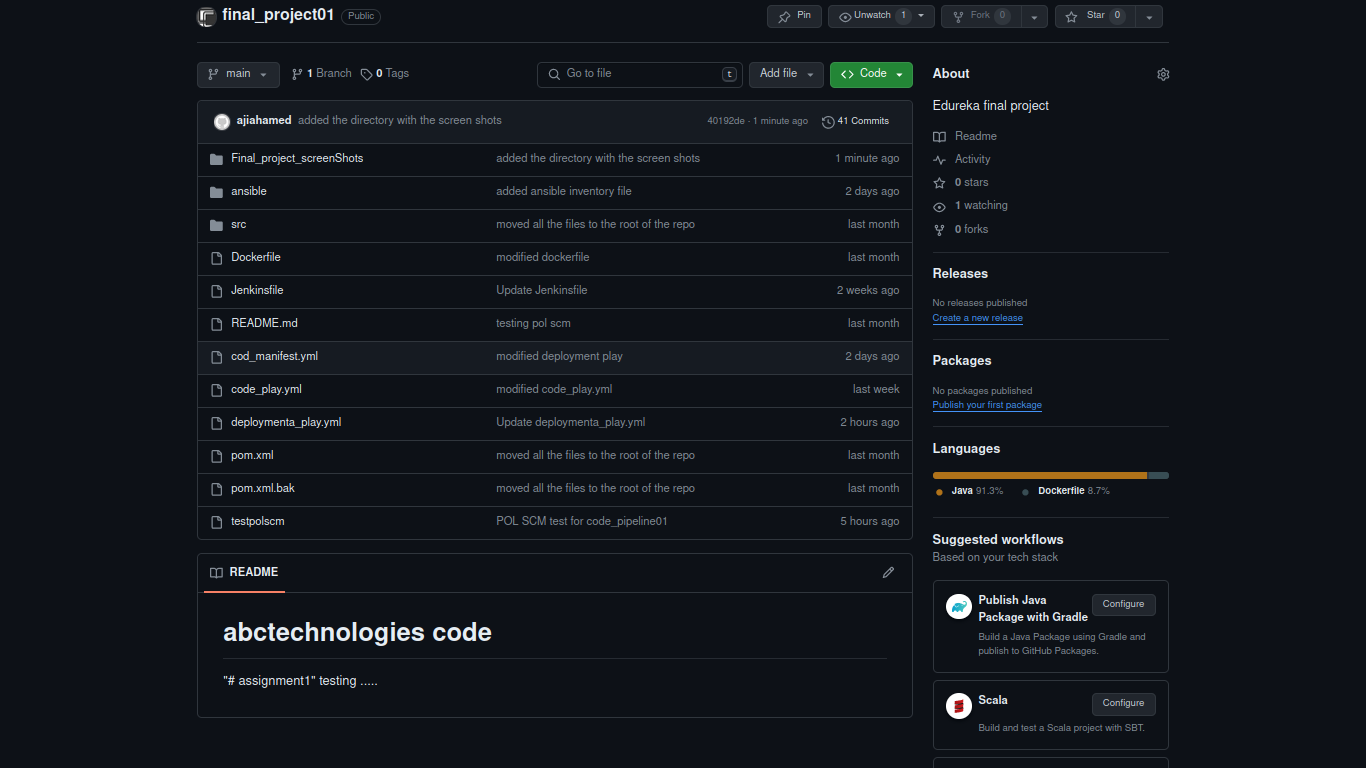 final_project01 Public Pin Unwatch 1 Fork 0 Star 0
main 1 Branch 0 Tags Go to file t Add file Code
ajiahamed added the directory with the screen shots 40192de · 1 minute ago 41 Commits
Final_project_screenShots added the directory with the screen shots 1 minute ago
ansible added ansible inventory file 2 days ago
src moved all the files to the root of the repo last month
Dockerfile modified dockerfile last month
Jenkinsfile Update Jenkinsfile 2 weeks ago
README.md testing pol scm last month
cod_manifest.yml modified deployment play 2 days ago
code_play.yml modified code_play.yml last week
deploymenta_play.yml Update deploymenta_play.yml 2 hours ago
pom.xml moved all the files to the root of the repo last month
pom.xml.bak moved all the files to the root of the repo last month
testpolscm POL SCM test for code_pipeline01 5 hours ago
README
abctechnologies code
"# assignment1" testing .....
About
Edureka final project
Readme
Activity
0 stars
1 watching
0 forks
Releases
No releases published
Create a new release
Packages
No packages published
Publish your first package
Languages
Java 91.3% Dockerfile 8.7%
Suggested workflows
Based on your tech stack
Publish Java
Package with Gradle
Configure
Build a Java Package using Gradle and
publish to GitHub Packages.
Scala
Configure
Build and test a Scala project with SBT.